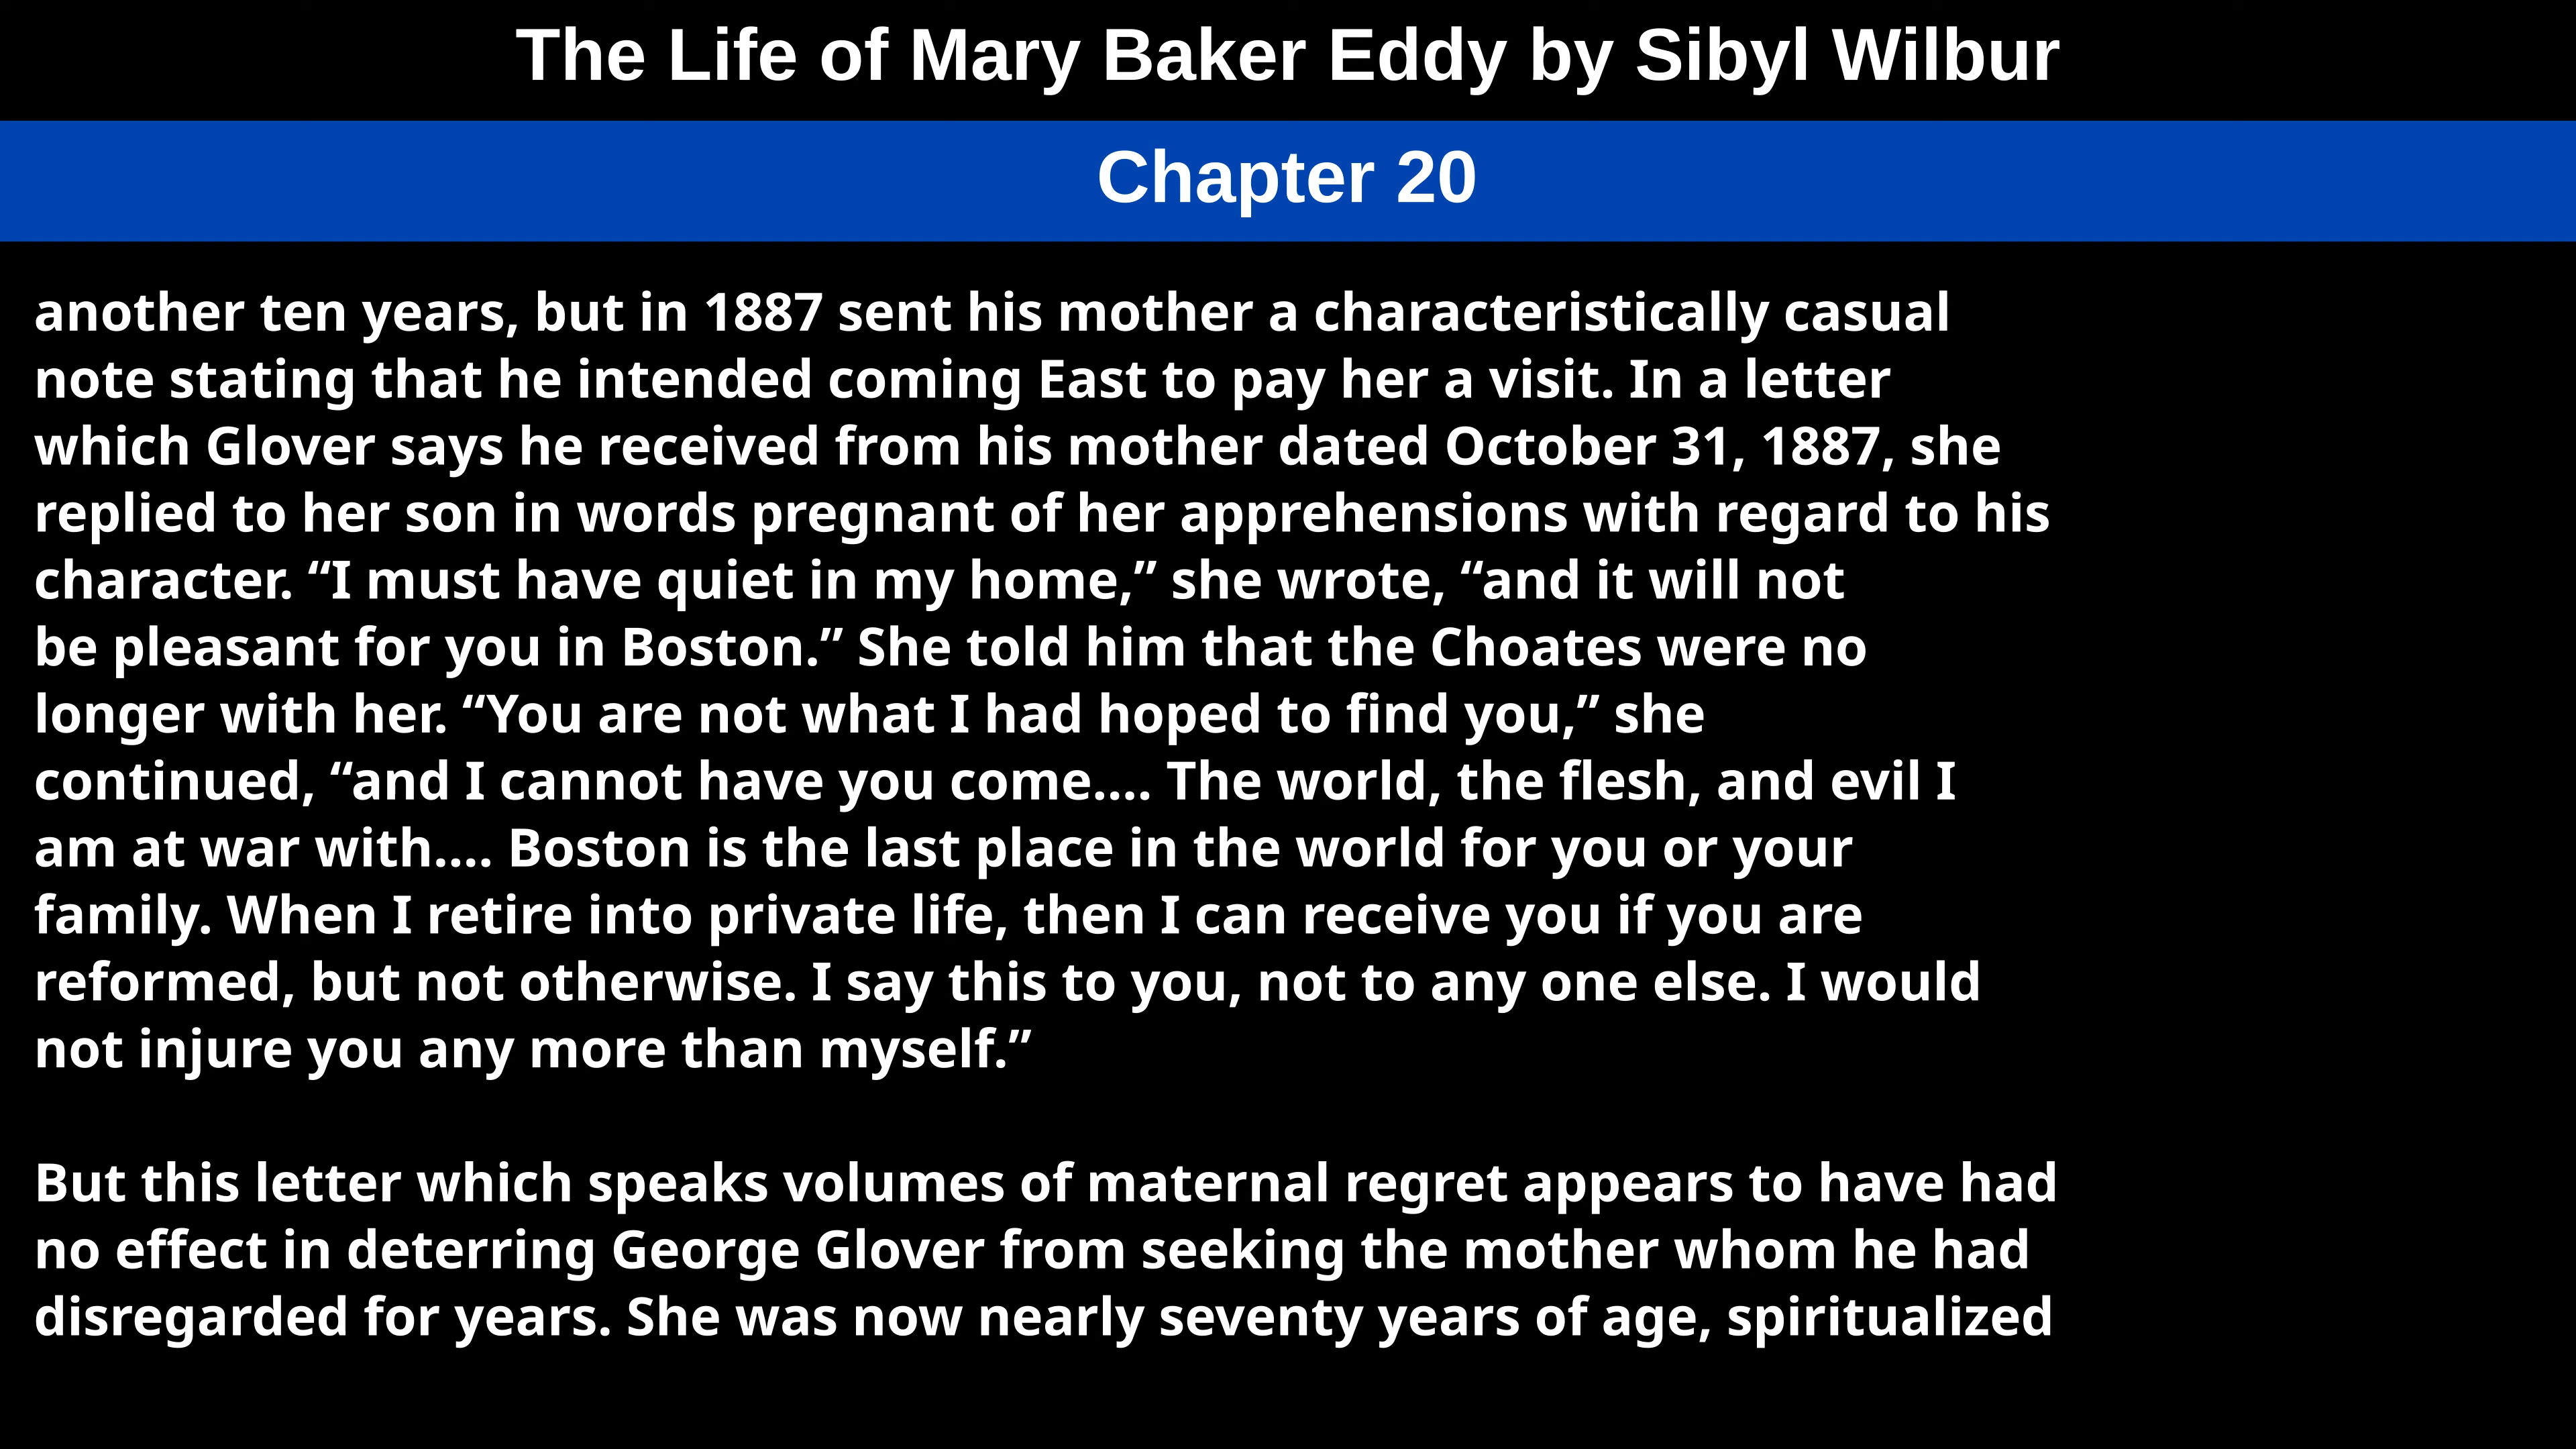 The Life of Mary Baker Eddy by Sibyl Wilbur
Chapter 20
another ten years, but in 1887 sent his mother a characteristically casual
note stating that he intended coming East to pay her a visit. In a letter
which Glover says he received from his mother dated October 31, 1887, she
replied to her son in words pregnant of her apprehensions with regard to his
character. “I must have quiet in my home,” she wrote, “and it will not
be pleasant for you in Boston.” She told him that the Choates were no
longer with her. “You are not what I had hoped to find you,” she
continued, “and I cannot have you come.... The world, the flesh, and evil I
am at war with.... Boston is the last place in the world for you or your
family. When I retire into private life, then I can receive you if you are
reformed, but not otherwise. I say this to you, not to any one else. I would
not injure you any more than myself.”
But this letter which speaks volumes of maternal regret appears to have had
no effect in deterring George Glover from seeking the mother whom he had
disregarded for years. She was now nearly seventy years of age, spiritualized